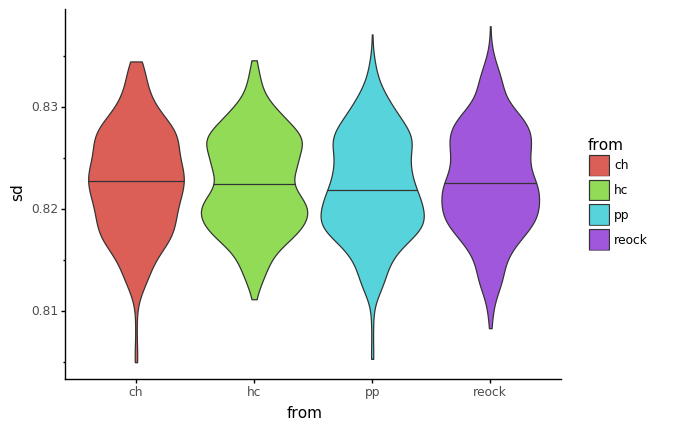 sd
0.83
0.82
0.81
ch hc pp reock
from
from
ch
hc
pp
reock